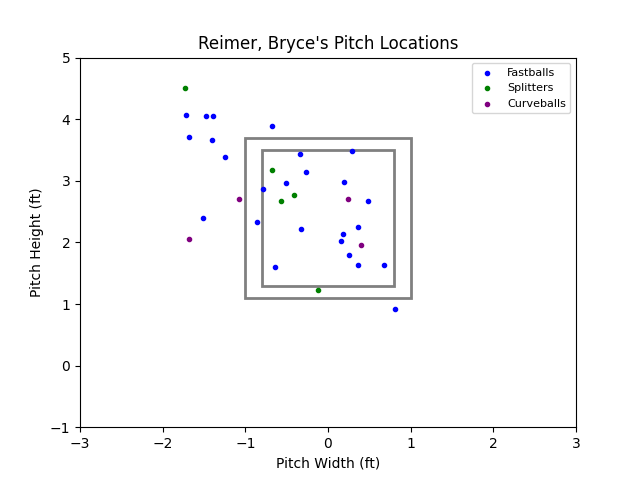 Reimer, Bryce's Pitch Locations
Fastballs
Splitters
Curveballs
5
4
3
2
1
0
−1
Pitch Height (ft)
−3 −2 −1 0 1 2 3
Pitch Width (ft)